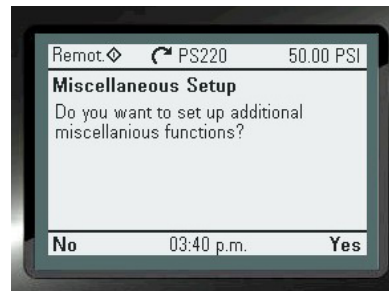 Remot. PS220 50.00 PSI
Miscellaneous Setup
Do you want to set up additional
miscellanious functions?
No 03:40 p.m. Yes